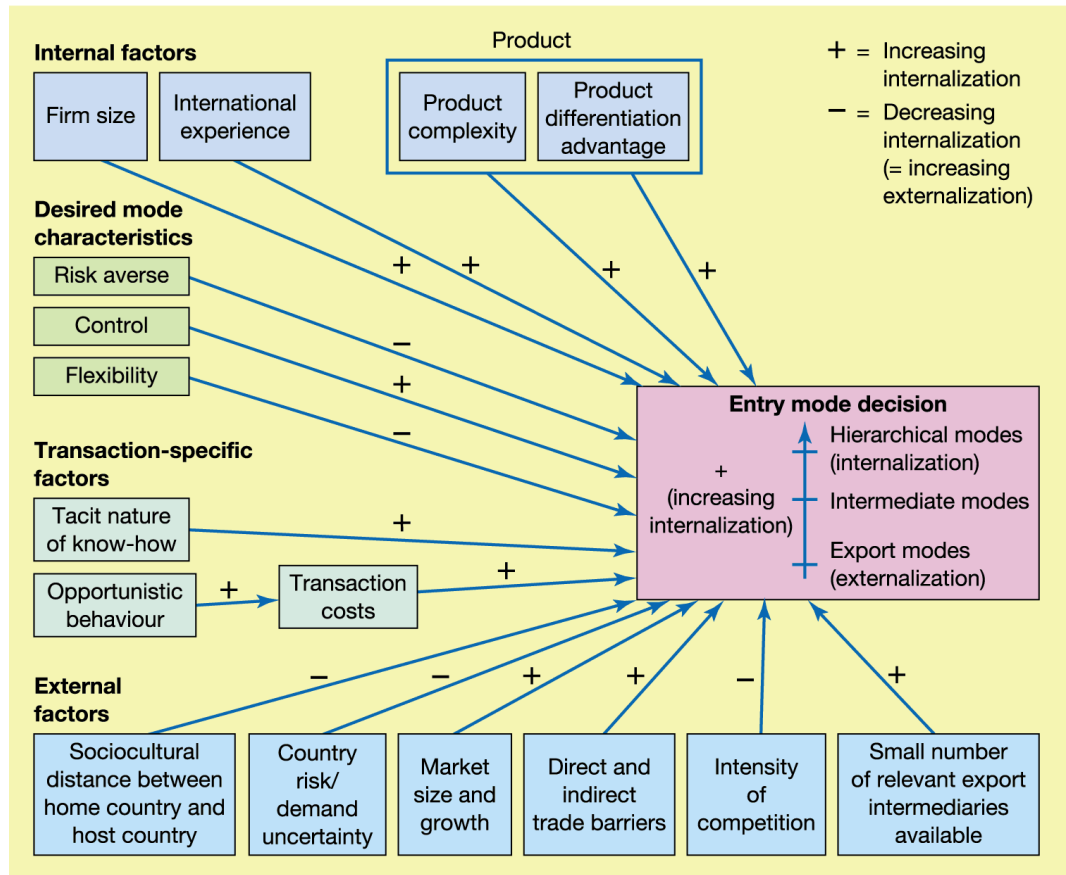 Internal factors
Firm size
International
experience
Product
Product
complexity
Product
differentiation
advantage
+ = Increasing
internalization
− = Decreasing
internalization
(= increasing
externalization)
Desired mode
characteristics
Risk averse
Control
Flexibility
+
+
+
+
−
+
−
Transaction-specific
factors
Tacit nature
of know-how
+
Opportunistic
behaviour
+
Transaction
costs
+
Entry mode decision
+
(increasing
internalization)
Hierarchical modes
(internalization)
Intermediate modes
Export modes
(externalization)
External
factors
−
−
+
+
−
+
Sociocultural
distance between
home country and
host country
Country
risk/
demand
uncertainty
Market
size and
growth
Direct and
indirect
trade barriers
Intensity
of
competition
Small number
of relevant export
intermediaries
available